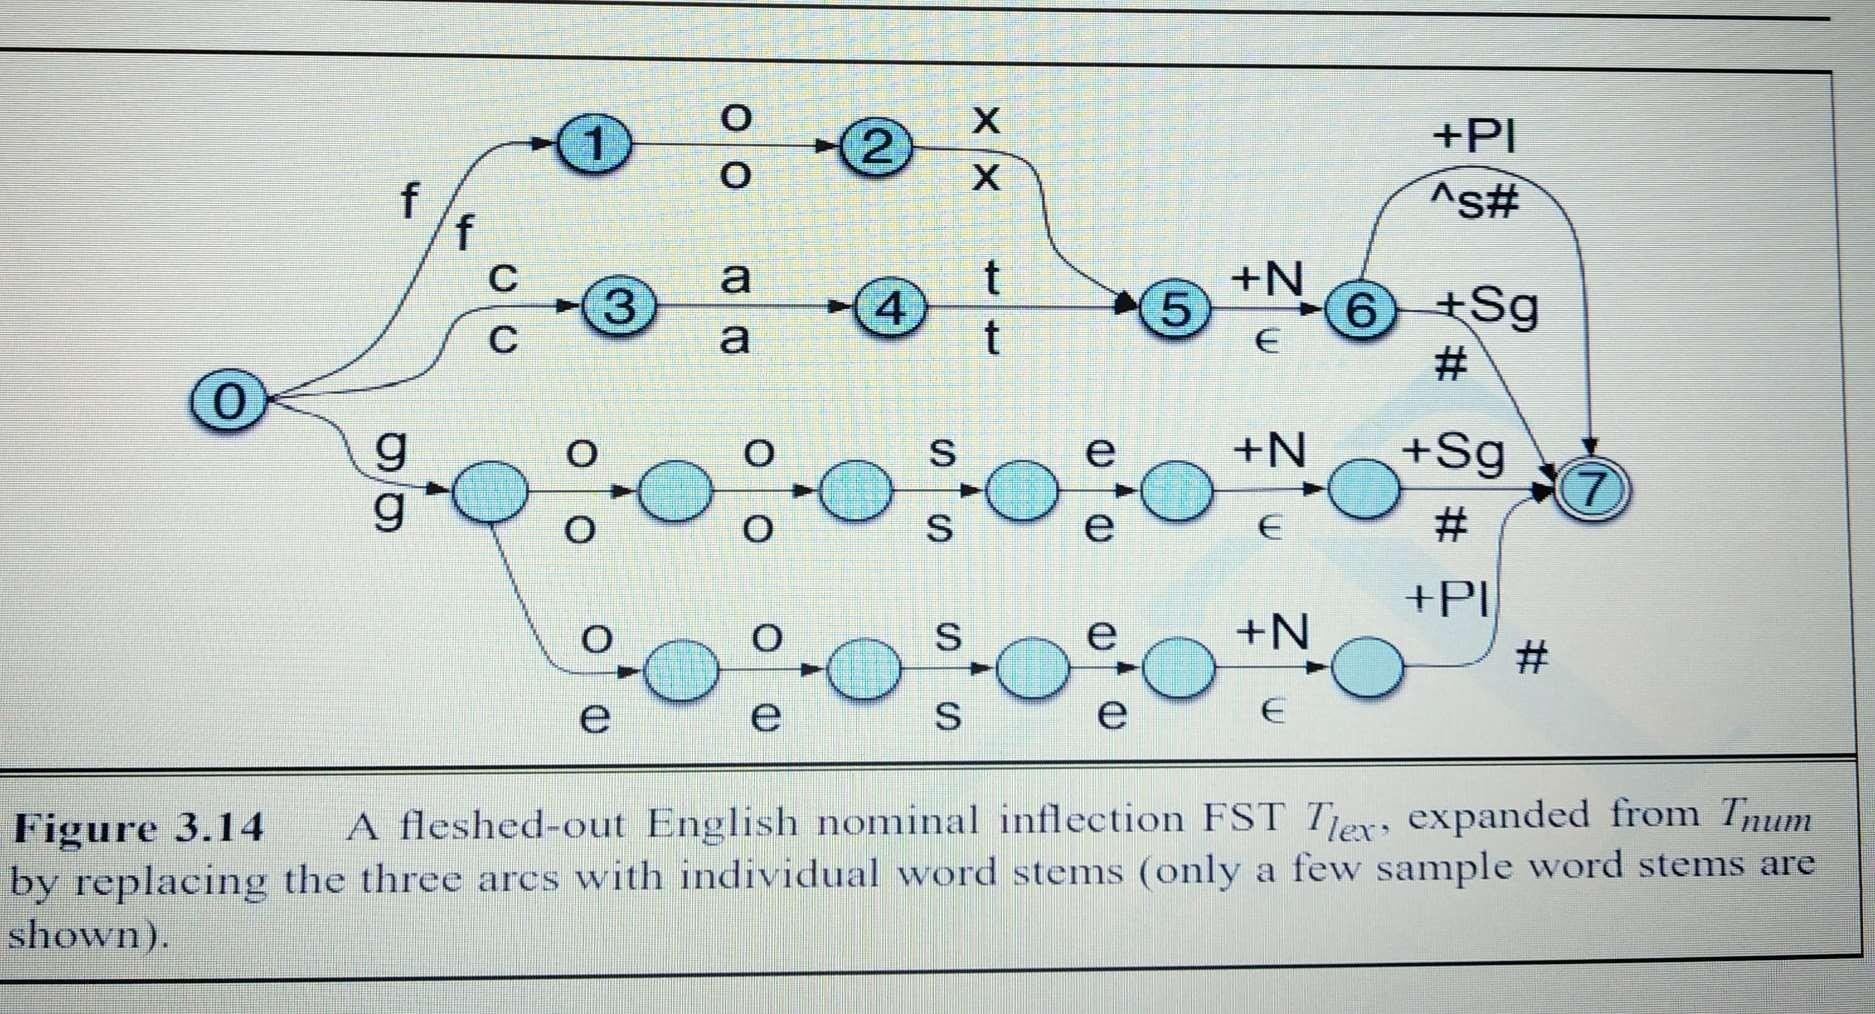 o x +Pl
1 2
o x ^s#
f
f
c a t +N +Sg
3 4 5 6
c a t ϵ #
0
g o o s e +N +Sg
7
g o o s e ϵ #
+Pl
o o s e +N #
e e s e ϵ
Figure 3.14 A fleshed-out English nominal inflection FST Tlex, expanded from Tnum
by replacing the three arcs with individual word stems (only a few sample word stems are
shown).